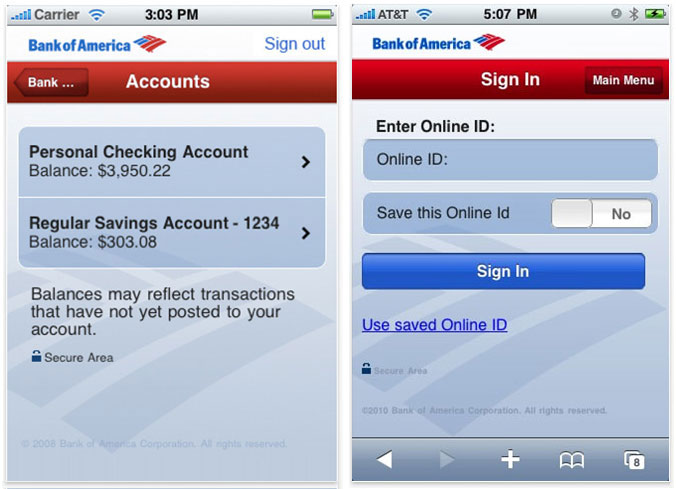 Carrier 3:03 PM
Bank of America
Sign out
Bank ...
Accounts
Personal Checking Account
Balance: $3,950.22
Regular Savings Account - 1234
Balance: $303.08
Balances may reflect transactions
that have not yet posted to your
account.
Secure Area
© 2008 Bank of America Corporation. All rights reserved.
AT&T 5:07 PM
Bank of America
Sign In
Main Menu
Enter Online ID:
Online ID:
Save this Online Id
No
Sign In
Use saved Online ID
Secure Area
©2010 Bank of America Corporation. All rights reserved.
8